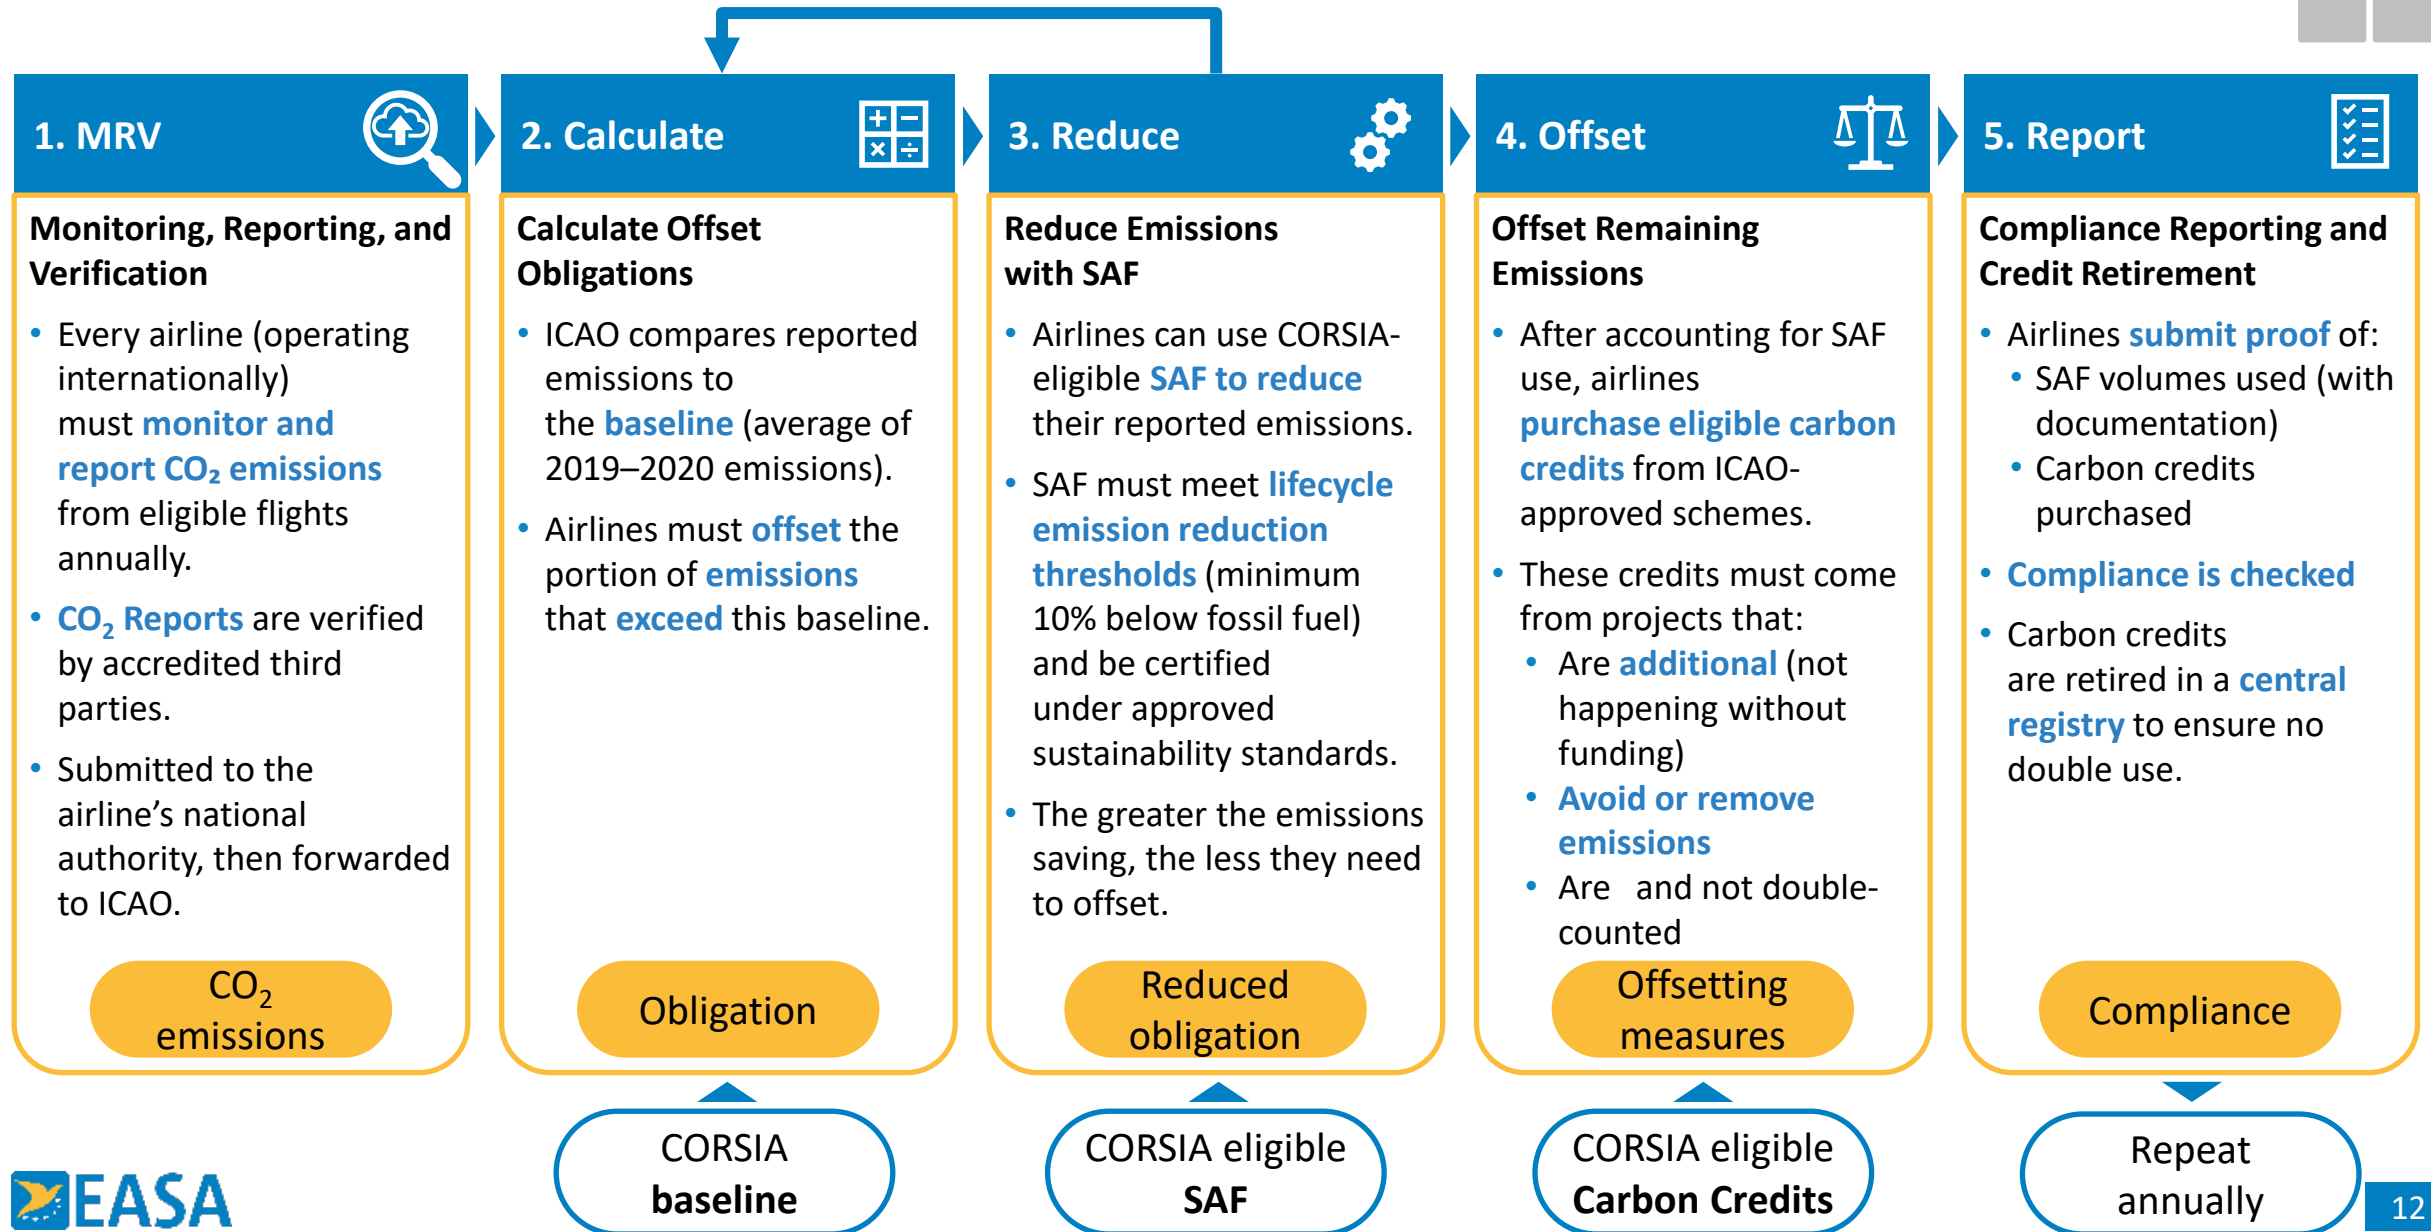 1. MRV
Monitoring, Reporting, and
Verification
• Every airline (operating
internationally)
must monitor and
report CO₂ emissions
from eligible flights
annually.
• CO₂ Reports are verified
by accredited third
parties.
• Submitted to the
airline’s national
authority, then forwarded
to ICAO.
CO₂
emissions
2. Calculate
Calculate Offset
Obligations
• ICAO compares reported
emissions to
the baseline (average of
2019–2020 emissions).
• Airlines must offset the
portion of emissions
that exceed this baseline.
Obligation
CORSIA
baseline
3. Reduce
Reduce Emissions
with SAF
• Airlines can use CORSIA-
eligible SAF to reduce
their reported emissions.
• SAF must meet lifecycle
emission reduction
thresholds (minimum
10% below fossil fuel)
and be certified
under approved
sustainability standards.
• The greater the emissions
saving, the less they need
to offset.
Reduced
obligation
CORSIA eligible
SAF
4. Offset
Offset Remaining
Emissions
• After accounting for SAF
use, airlines
purchase eligible carbon
credits from ICAO-
approved schemes.
• These credits must come
from projects that:
• Are additional (not
happening without
funding)
• Avoid or remove
emissions
• Are   and not double-
counted
Offsetting
measures
CORSIA eligible
Carbon Credits
5. Report
Compliance Reporting and
Credit Retirement
• Airlines submit proof of:
• SAF volumes used (with
documentation)
• Carbon credits
purchased
• Compliance is checked
• Carbon credits
are retired in a central
registry to ensure no
double use.
Compliance
Repeat
annually
EASA
12